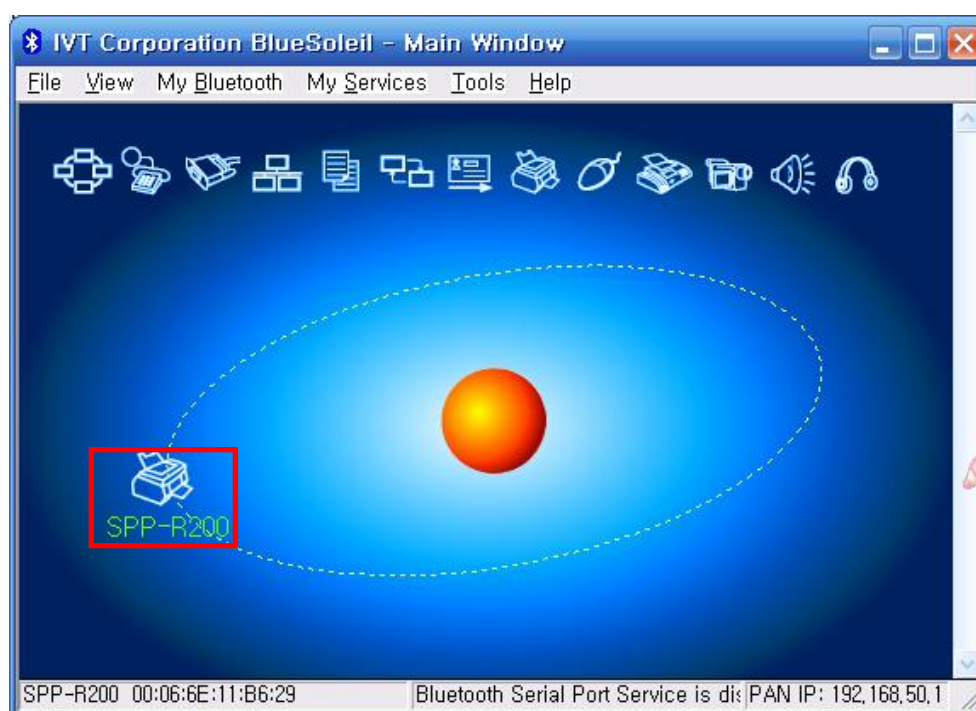 IVT Corporation BlueSoleil - Main Window
File View My Bluetooth My Services Tools Help
SPP-R200
SPP-R200 00:06:6E:11:B6:29 Bluetooth Serial Port Service is dis PAN IP: 192,168,50,1